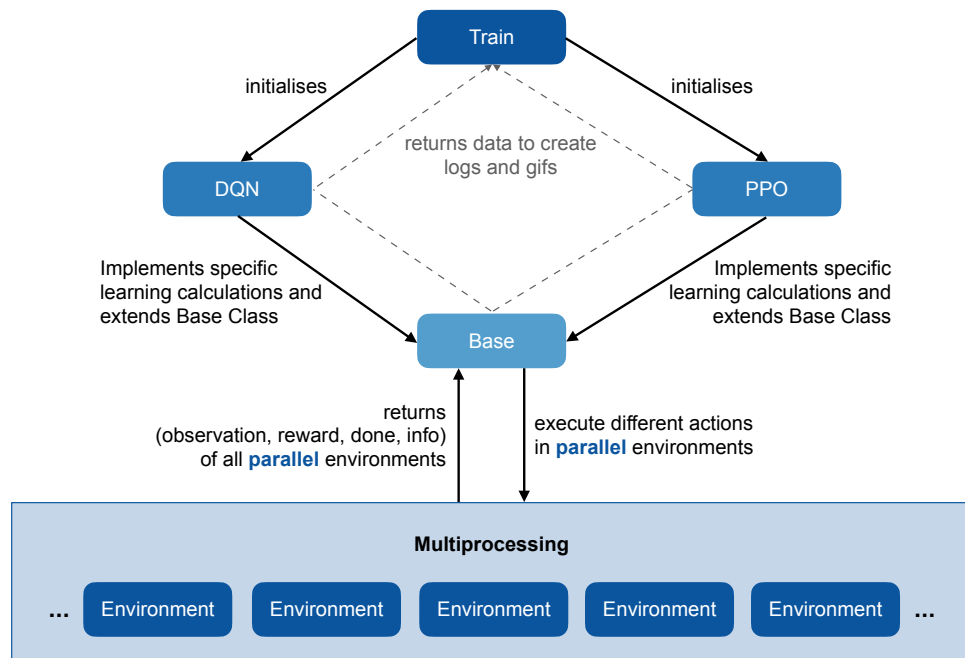 Train
initialises
initialises
returns data to create
logs and gifs
DQN
PPO
Implements specific
learning calculations and
extends Base Class
Implements specific
learning calculations and
extends Base Class
Base
returns
(observation, reward, done, info)
of all parallel environments
execute different actions
in parallel environments
Multiprocessing
... Environment Environment Environment Environment Environment ...